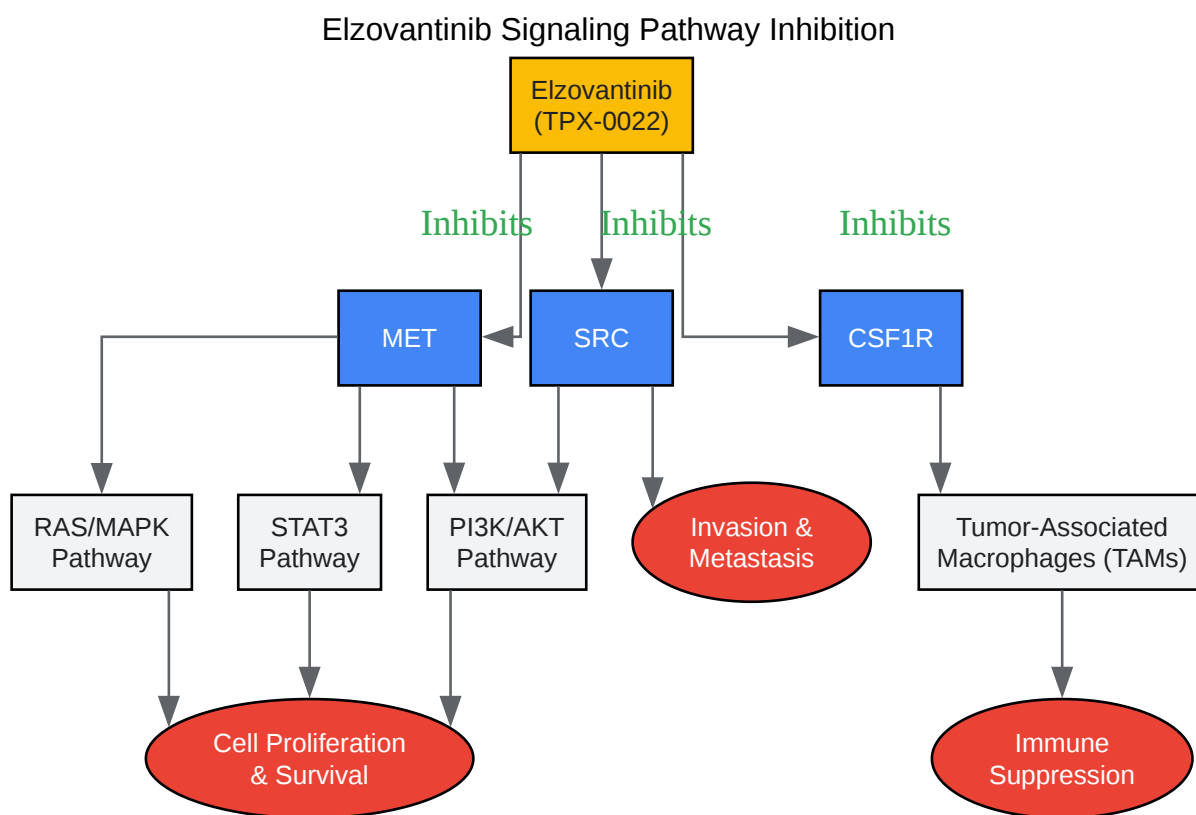 Elzovantinib Signaling Pathway Inhibition
Elzovantinib
(TPX-0022)
Inhibits
Inhibits
Inhibits
MET
SRC
CSF1R
RAS/MAPK
Pathway
STAT3
Pathway
PI3K/AKT
Pathway
Invasion &
Metastasis
Tumor-Associated
Macrophages (TAMs)
Cell Proliferation
& Survival
Immune
Suppression